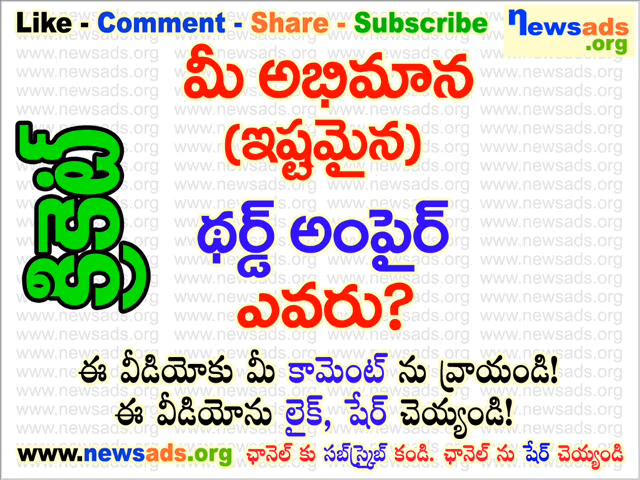 Like - Comment - Share - Subscribe
newsads
.org
మీ అభిమాన
(ఇష్టమైన)
థర్డ్ అంపైర్
ఎవరు?
క్రికెట్
ఈ వీడియోకు మీ కామెంట్ ను వ్రాయండి!
ఈ వీడియోను లైక్, షేర్ చెయ్యండి!
www.newsads.org ఛానెల్ కు సబ్‌స్క్రైబ్ కండి. ఛానెల్ ను షేర్ చెయ్యండి